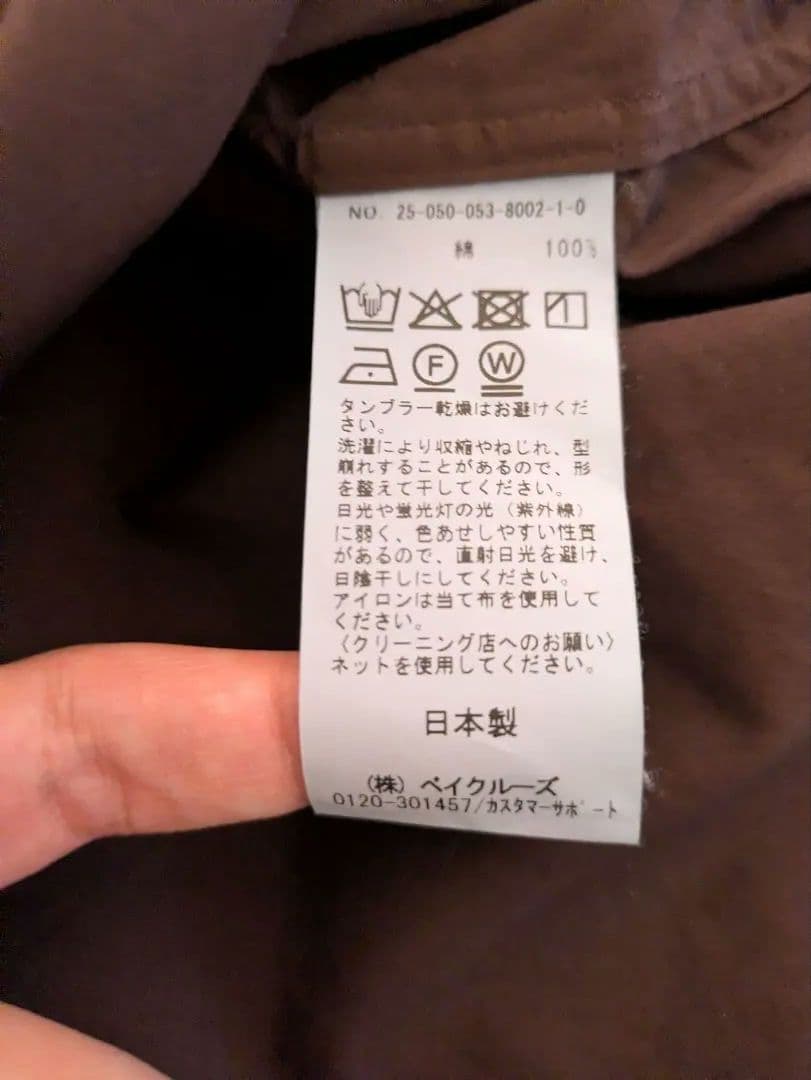 NO. 25-050-053-8002-1-0
綿 100%
F W
タンブラー乾燥はお避けくだ
さい。
洗濯により収縮やねじれ、型
崩れすることがあるので、形
を整えて干してください。
日光や蛍光灯の光（紫外線）
に弱く、色あせしやすい性質
があるので、直射日光を避け、
日陰干しにしてください。
アイロンは当て布を使用して
ください。
〈クリーニング店へのお願い〉
ネットを使用してください。
日本製
（株）ベイクルーズ
0120-301457/カスタマーサポート